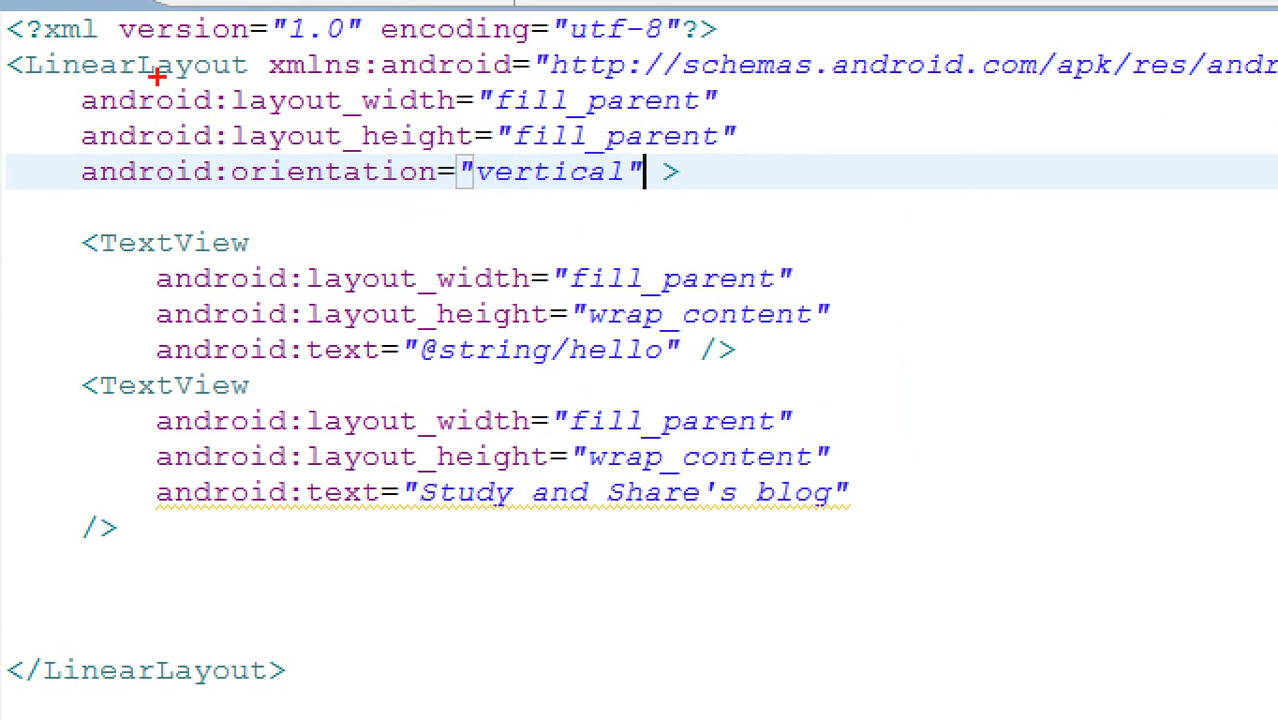 <?xml version="1.0" encoding="utf-8"?>
<LinearLayout xmlns:android="http://schemas.android.com/apk/res/andr
android:layout_width="fill_parent"
android:layout_height="fill_parent"
android:orientation="vertical" >
<TextView
android:layout_width="fill_parent"
android:layout_height="wrap_content"
android:text="@string/hello" />
<TextView
android:layout_width="fill_parent"
android:layout_height="wrap_content"
android:text="Study and Share's blog"
/>
</LinearLayout>